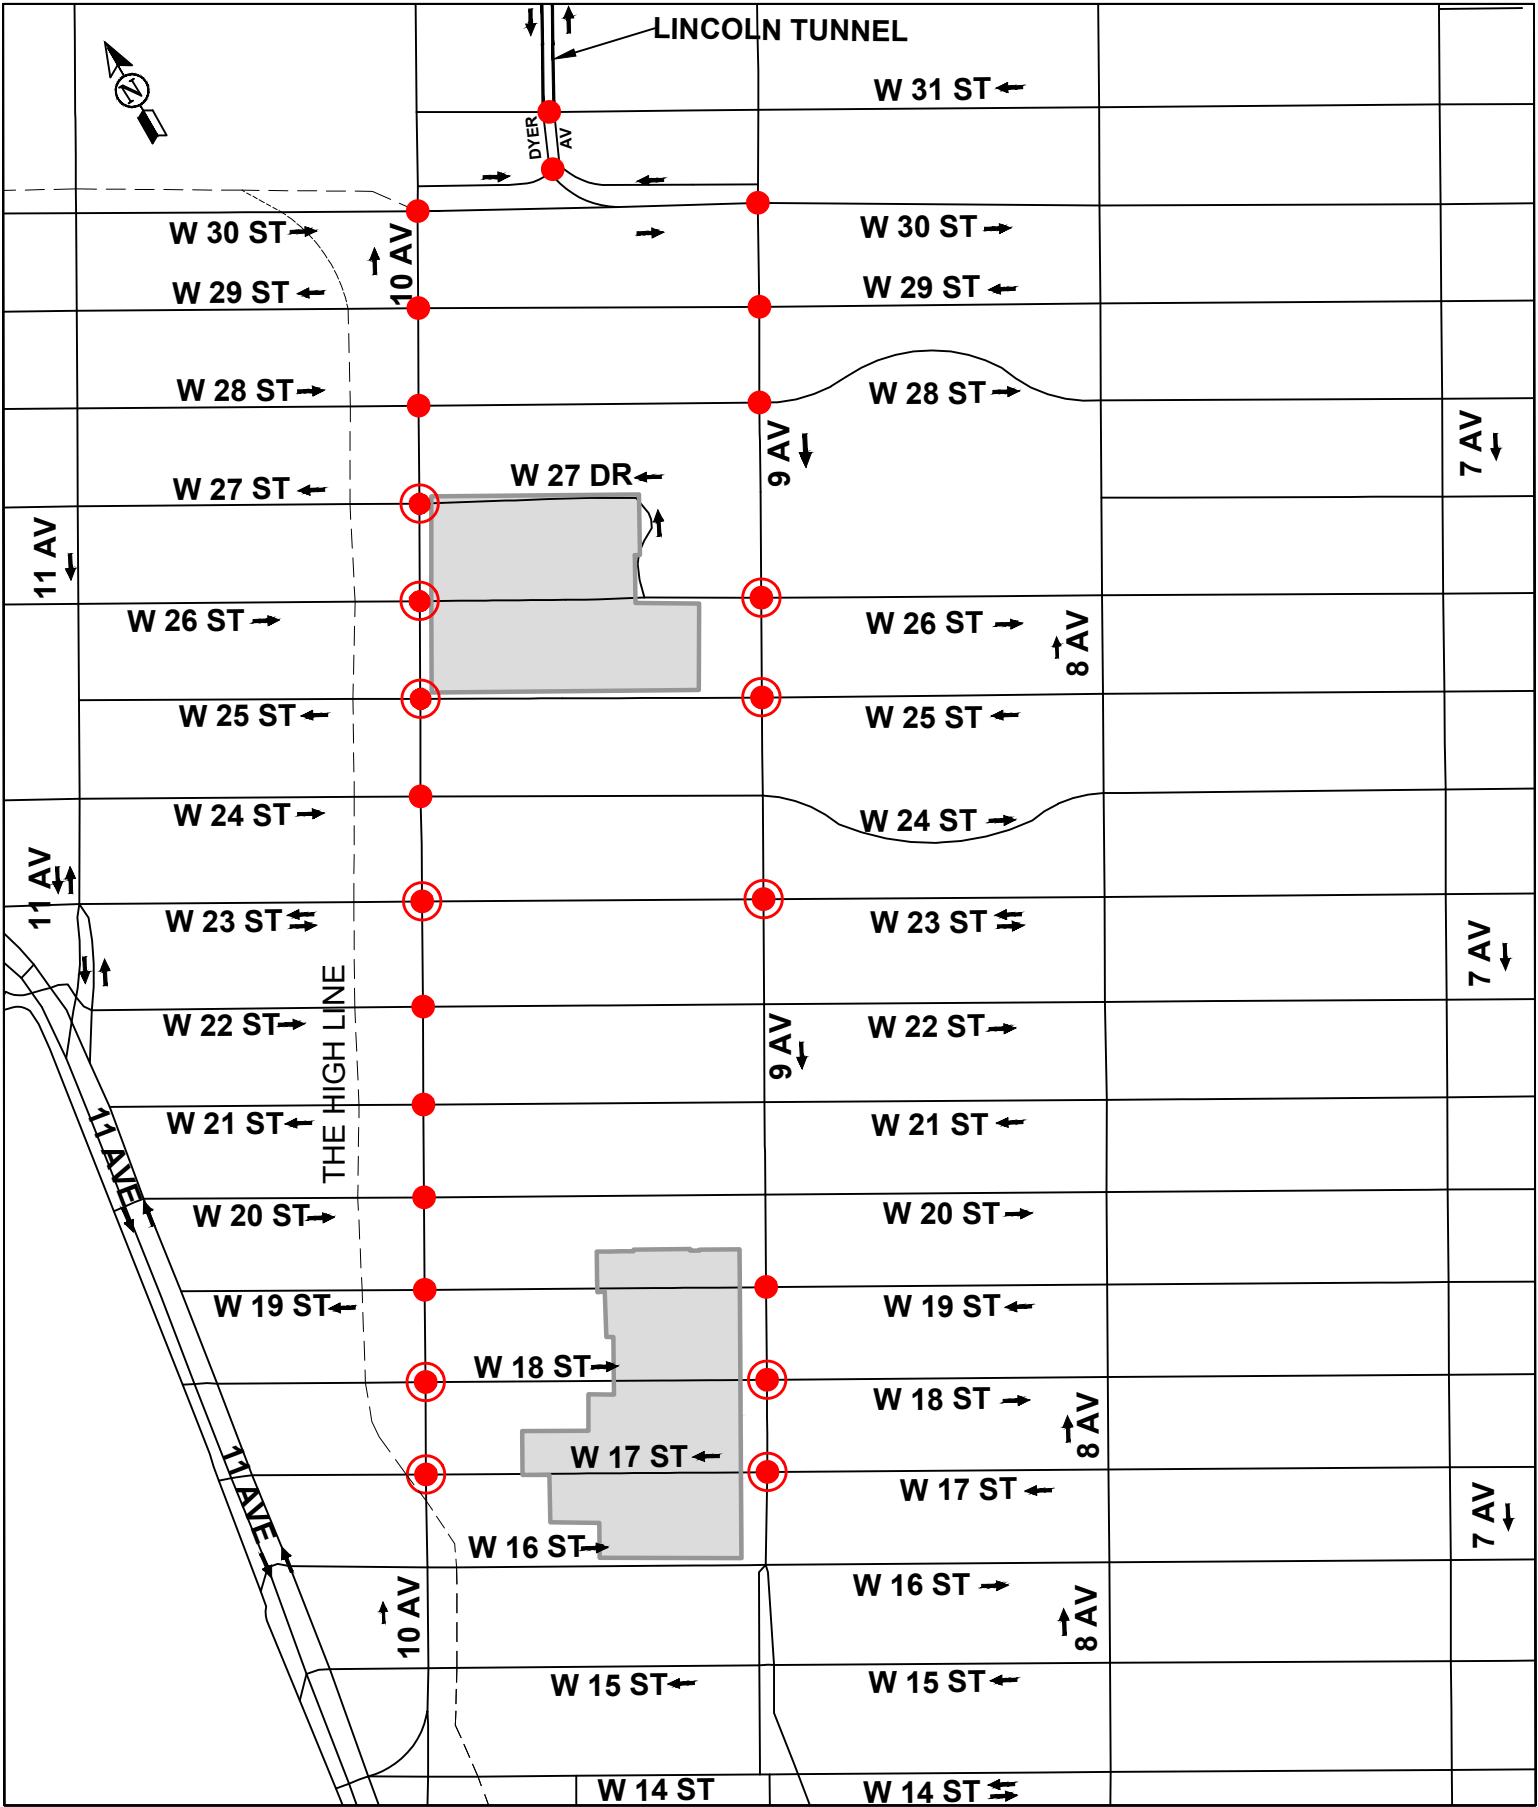 LINCOLN TUNNEL
W 31 ST
N
DYER
AV
W 30 ST
W 30 ST
10 AV
W 29 ST
W 29 ST
W 28 ST
W 28 ST
9 AV
7 AV
W 27 DR
W 27 ST
11 AV
W 26 ST
W 26 ST
8 AV
W 25 ST
W 25 ST
W 24 ST
W 24 ST
11 AV
W 23 ST
W 23 ST
7 AV
THE HIGH LINE
W 22 ST
W 22 ST
9 AV
W 21 ST
W 21 ST
11 AVE
W 20 ST
W 20 ST
W 19 ST
W 19 ST
W 18 ST
W 18 ST
8 AV
W 17 ST
W 17 ST
11 AVE
7 AV
W 16 ST
W 16 ST
10 AV
8 AV
W 15 ST
W 15 ST
W 14 ST
W 14 ST